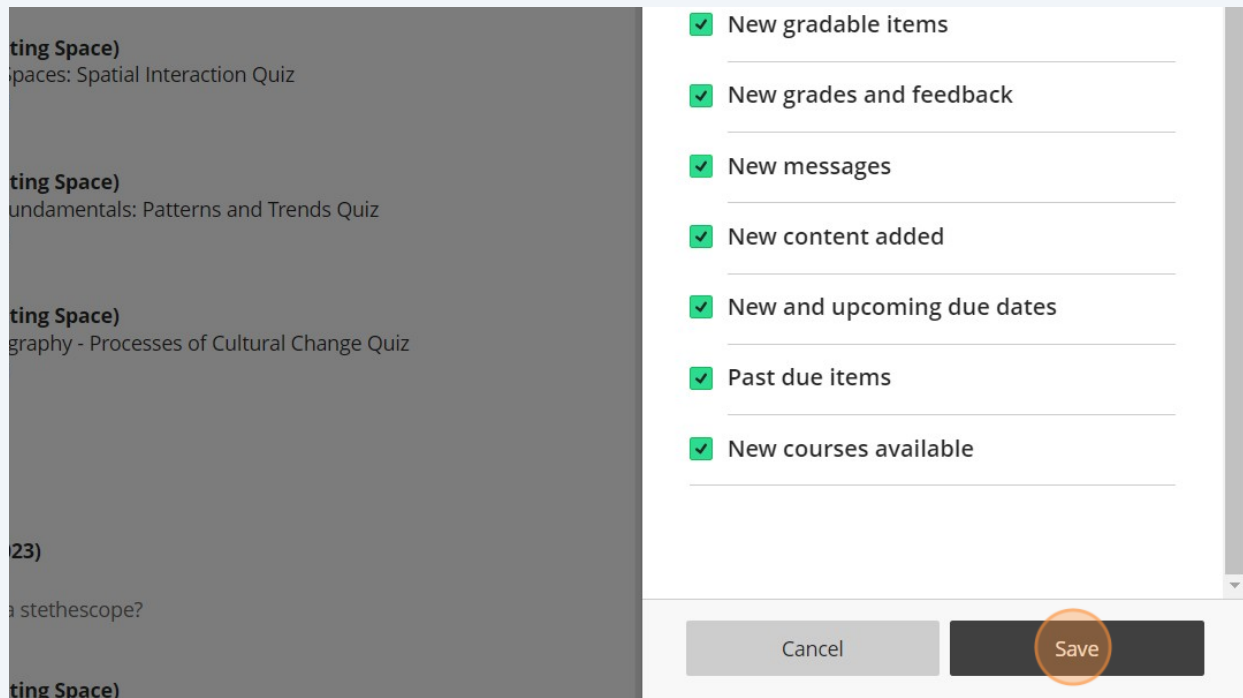 ting Space)
Spaces: Spatial Interaction Quiz
ting Space)
undamentals: Patterns and Trends Quiz
ting Space)
graphy - Processes of Cultural Change Quiz
23)
a stethescope?
ting Space)
New gradable items
New grades and feedback
New messages
New content added
New and upcoming due dates
Past due items
New courses available
Cancel
Save